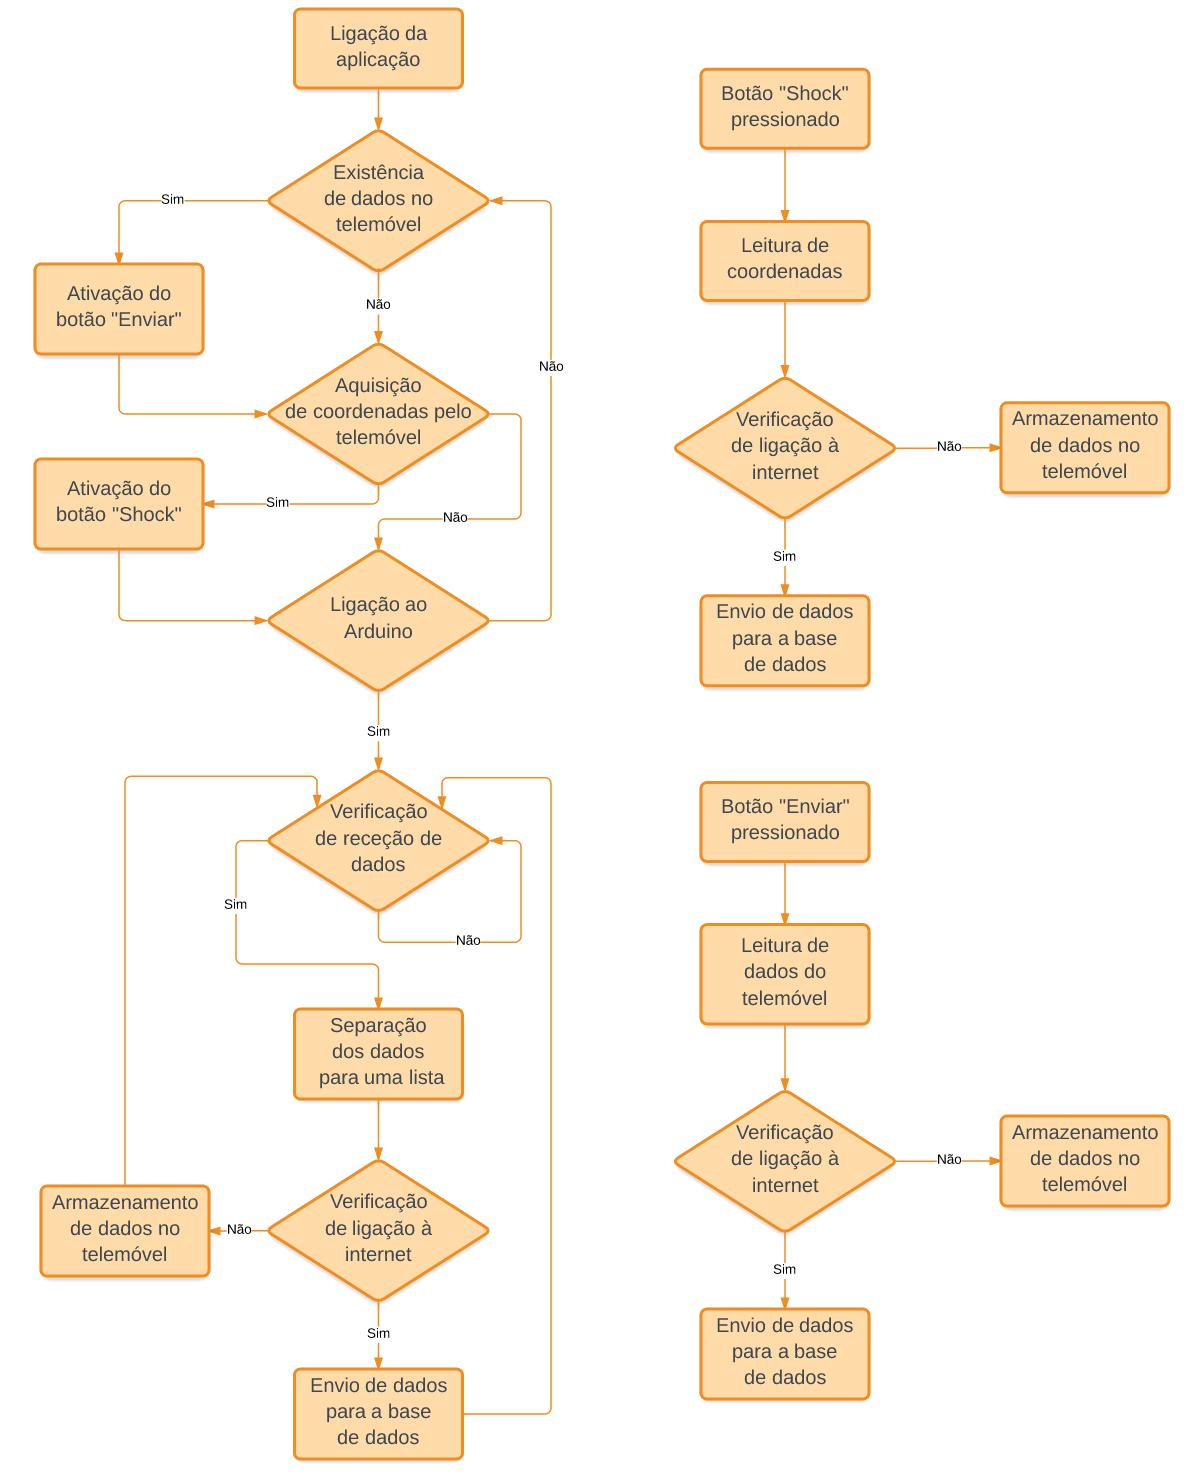 Ligação da
aplicação
Existência
de dados no
telemóvel
Sim
Ativação do
botão "Enviar"
Não
Não
Aquisição
de coordenadas pelo
telemóvel
Ativação do
botão "Shock"
Sim
Não
Ligação ao
Arduino
Sim
Verificação
de receção de
dados
Sim
Não
Separação
dos dados
para uma lista
Verificação
de ligação à
internet
Não
Armazenamento
de dados no
telemóvel
Sim
Envio de dados
para a base
de dados
Botão "Shock"
pressionado
Leitura de
coordenadas
Verificação
de ligação à
internet
Não
Armazenamento
de dados no
telemóvel
Sim
Envio de dados
para a base
de dados
Botão "Enviar"
pressionado
Leitura de
dados do
telemóvel
Verificação
de ligação à
internet
Não
Armazenamento
de dados no
telemóvel
Sim
Envio de dados
para a base
de dados